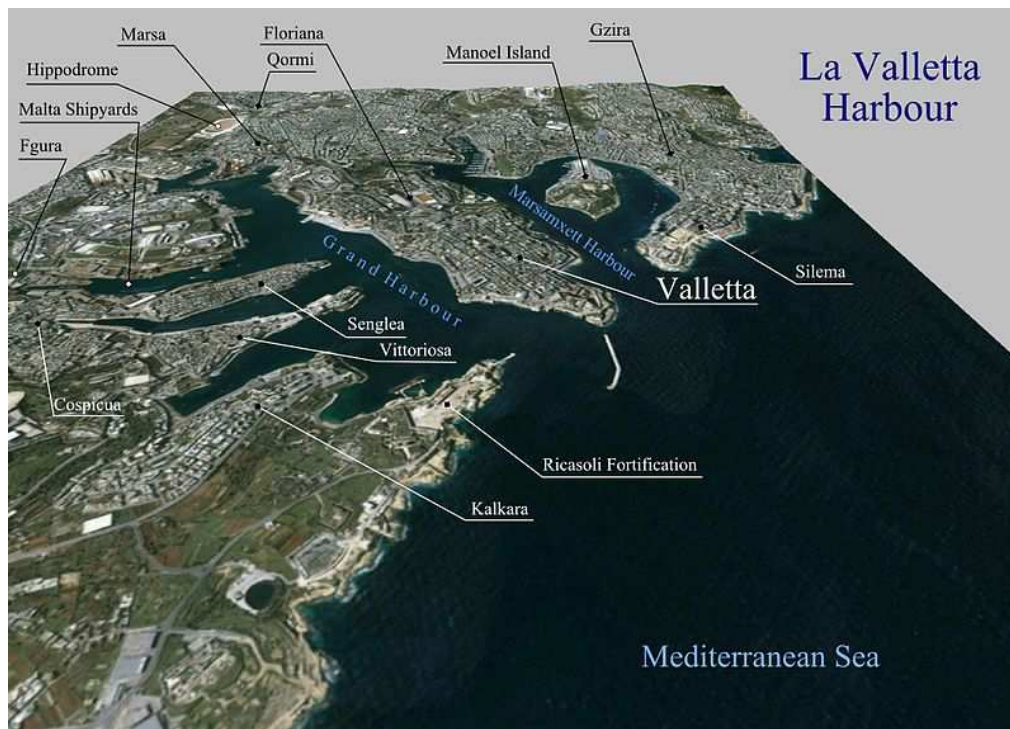 La Valletta
Harbour
Marsa
Floriana
Gzira
Qormi
Manoel Island
Hippodrome
Malta Shipyards
Fgura
Marsamxett Harbour
Grand Harbour
Silema
Valletta
Senglea
Vittoriosa
Cospicua
Ricasoli Fortification
Kalkara
Mediterranean Sea